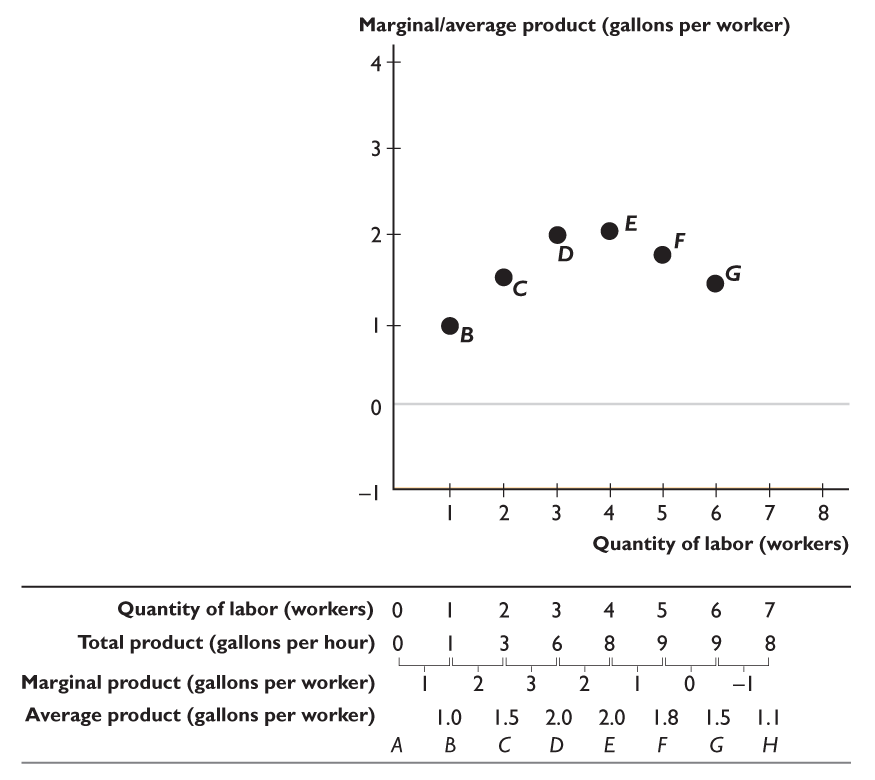 Marginal/average product (gallons per worker)
4
3
2
1
0
−1
B
C
D
E
F
G
1 2 3 4 5 6 7 8
Quantity of labor (workers)
Quantity of labor (workers) 0 1 2 3 4 5 6 7
Total product (gallons per hour) 0 1 3 6 8 9 9 8
Marginal product (gallons per worker) 1 2 3 2 1 0 −1
Average product (gallons per worker) 1.0 1.5 2.0 2.0 1.8 1.5 1.1
A B C D E F G H